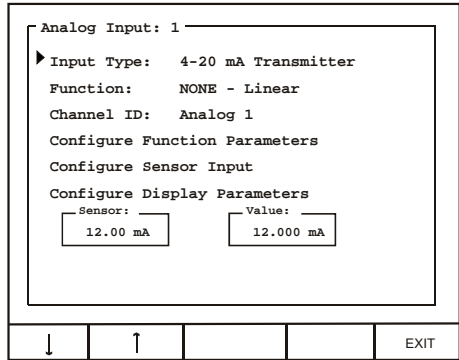 Analog Input: 1
Input Type: 4-20 mA Transmitter
Function: NONE - Linear
Channel ID: Analog 1
Configure Function Parameters
Configure Sensor Input
Configure Display Parameters
Sensor: Value:
12.00 mA 12.000 mA
↓ ↑ EXIT